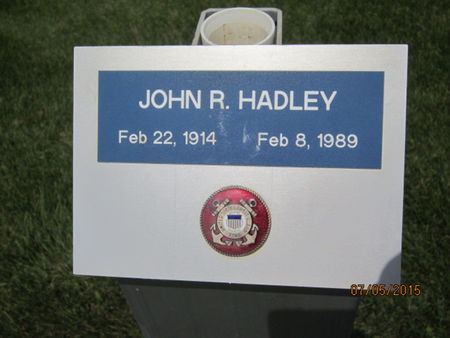 JOHN R. HADLEY
Feb 22, 1914 Feb 8, 1989
07/05/2015